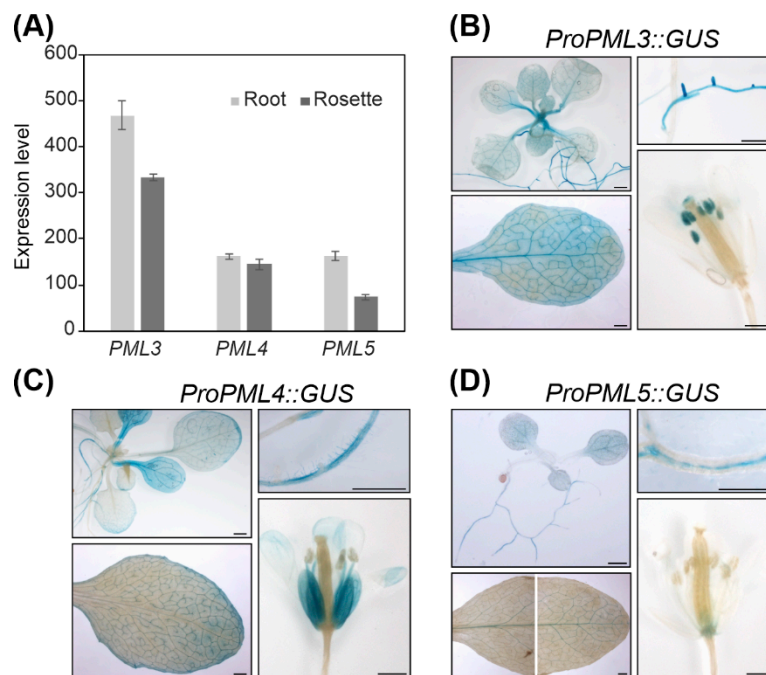 (A)
600
500
400
300
200
100
0
Expression level
Root Rosette
PML3 PML4 PML5
(B)
ProPML3::GUS
(C)
ProPML4::GUS
(D)
ProPML5::GUS